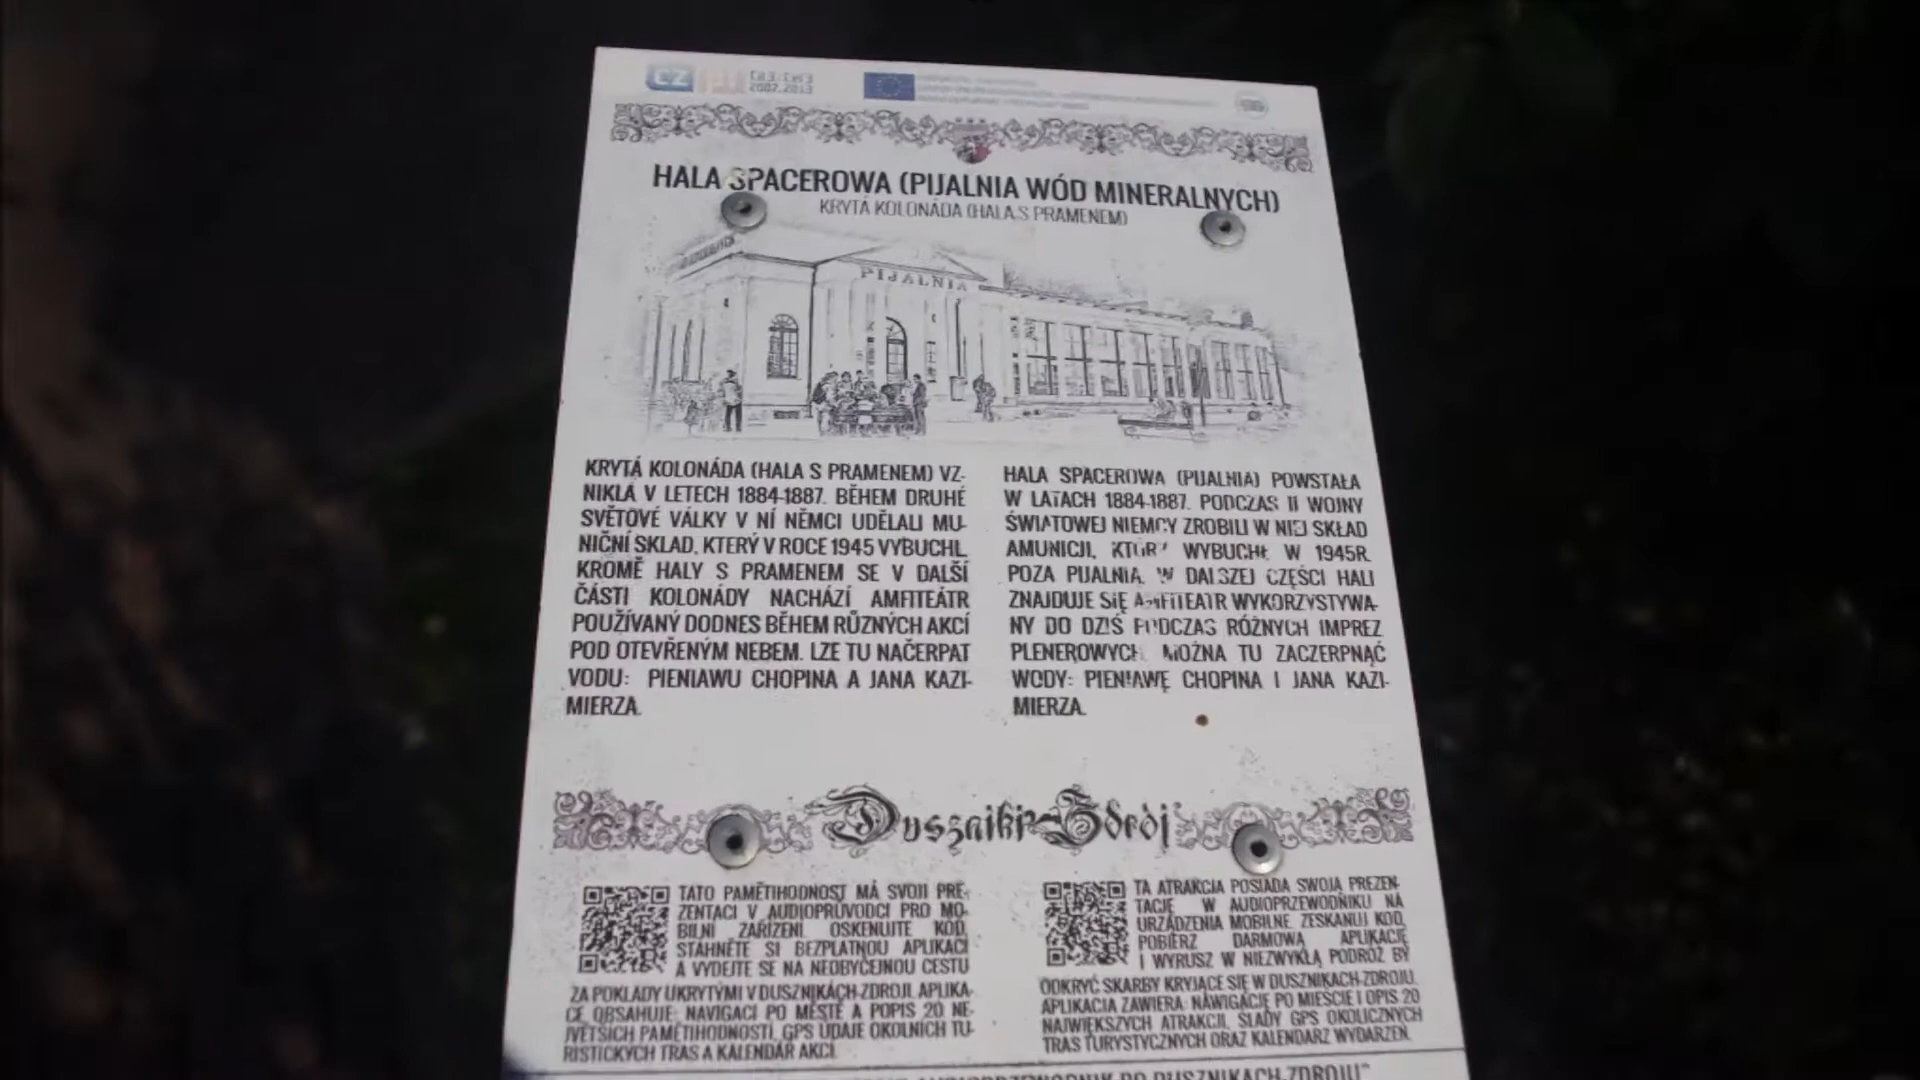 CZ PL
2007.2013
HALA SPACEROWA (PIJALNIA WÓD MINERALNYCH)
KRYTÁ KOLONÁDA (HALA S PRAMENEM)
PIJALNIA
KRYTÁ KOLONÁDA (HALA S PRAMENEM) VZ-
NIKLA V LETECH 1884-1887. BĚHEM DRUHÉ
SVĚTOVÉ VÁLKY V NÍ NĚMCI UDĚLALI MU-
NIČNÍ SKLAD, KTERÝ V ROCE 1945 VYBUCHL.
KROMĚ HALY S PRAMENEM SE V DALŠÍ
ČÁSTI KOLONÁDY NACHÁZÍ AMFITEÁTR
POUŽÍVANÝ DODNES BĚHEM RŮZNÝCH AKCÍ
POD OTEVŘENÝM NEBEM. LZE TU NAČERPAT
VODU: PIENIAWU CHOPINA A JANA KAZI-
MIERZA.
HALA SPACEROWA (PIJALNIA) POWSTAŁA
W LATACH 1884-1887. PODCZAS II WOJNY
ŚWIATOWEJ NIEMCY ZROBILI W NIEJ SKŁAD
AMUNICJI, KTÓRY WYBUCHŁ W 1945R.
POZA PIJALNIĄ, W DALSZEJ CZĘŚCI HALI
ZNAJDUJE SIĘ AMFITEATR WYKORZYSTYWA-
NY DO DZIŚ PODCZAS RÓŻNYCH IMPREZ
PLENEROWYCH. MOŻNA TU ZACZERPNĄĆ
WODY: PIENIAWĘ CHOPINA I JANA KAZI-
MIERZA.
Duszniki-Zdrój
TATO PAMĚTIHODNOST MÁ SVOJI PRE-
ZENTACI V AUDIOPRŮVODCI PRO MO-
BILNÍ ZAŘÍZENÍ. OSKENUJTE KÓD,
STÁHNĚTE SI BEZPLATNOU APLIKACI
A VYDEJTE SE NA NEOBYČEJNOU CESTU
ZA POKLADY UKRYTÝMI V DUSZNIKÁCH-ZDROJI. APLIKA-
CE OBSAHUJE: NAVIGACI PO MĚSTĚ A POPIS 20 NE-
JVĚTŠÍCH PAMĚTIHODNOSTÍ, GPS ÚDAJE OKOLNÍCH TU-
RISTICKÝCH TRAS A KALENDÁŘ AKCÍ.
TA ATRAKCJA POSIADA SWOJĄ PREZEN-
TACJĘ W AUDIOPRZEWODNIKU NA
URZĄDZENIA MOBILNE. ZESKANUJ KOD,
POBIERZ DARMOWĄ APLIKACJĘ
I WYRUSZ W NIEZWYKŁĄ PODRÓŻ BY
ODKRYĆ SKARBY KRYJĄCE SIĘ W DUSZNIKACH-ZDROJU.
APLIKACJA ZAWIERA: NAWIGACJĘ PO MIEŚCIE I OPIS 20
NAJWIĘKSZYCH ATRAKCJI, ŚLADY GPS OKOLICZNYCH
TRAS TURYSTYCZNYCH ORAZ KALENDARZ WYDARZEŃ.
DUSZNIKACH-ZDROJU"